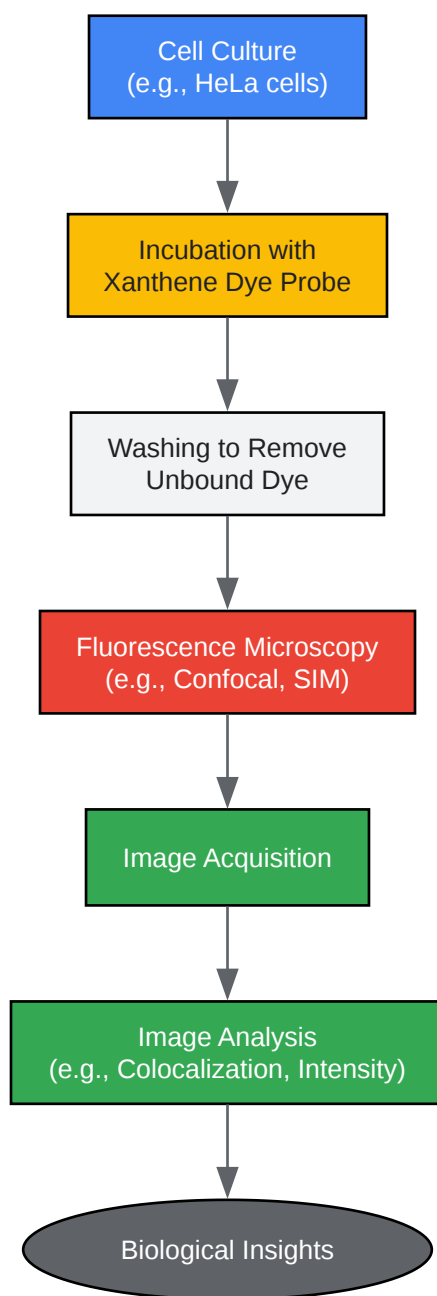 Cell Culture
(e.g., HeLa cells)
Incubation with
Xanthene Dye Probe
Washing to Remove
Unbound Dye
Fluorescence Microscopy
(e.g., Confocal, SIM)
Image Acquisition
Image Analysis
(e.g., Colocalization, Intensity)
Biological Insights